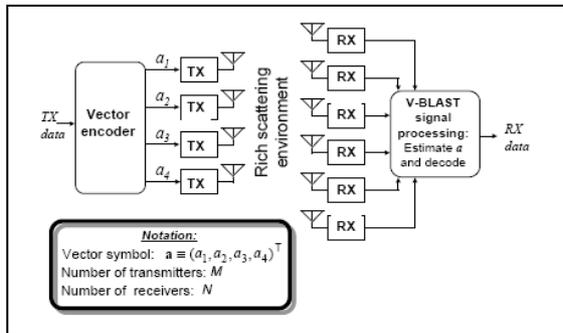 TX data
Vector encoder
a1
TX
a2
TX
a3
TX
a4
TX
Rich scattering
environment
RX
RX
RX
RX
RX
RX
V-BLAST
signal
processing:
Estimate a
and decode
RX
data
Notation:
Vector symbol: a ≡ (a1, a2, a3, a4)T
Number of transmitters: M
Number of receivers: N